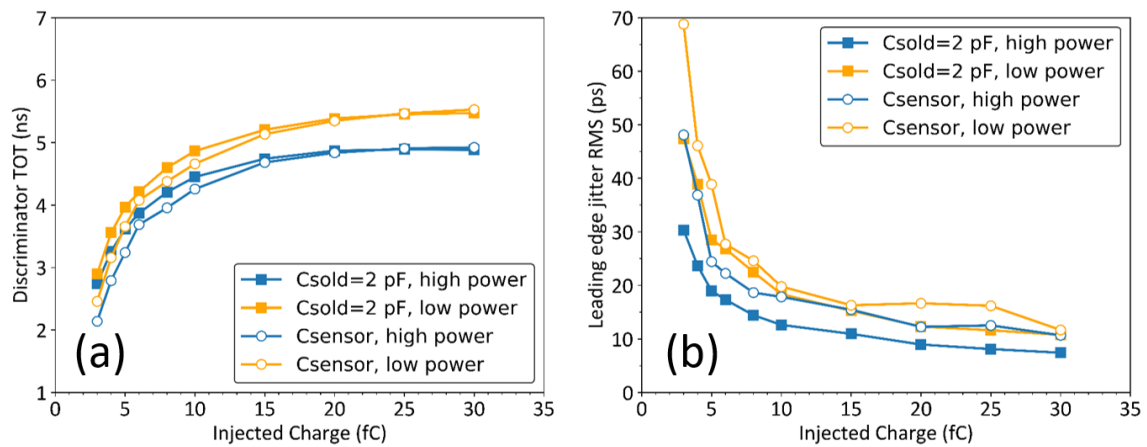 7
6
5
4
3
2
1
Discriminator TOT (ns)
Csold=2 pF, high power
Csold=2 pF, low power
Csensor, high power
Csensor, low power
(a)
0 5 10 15 20 25 30 35
Injected Charge (fC)
70
60
50
40
30
20
10
0
Leading edge jitter RMS (ps)
Csold=2 pF, high power
Csold=2 pF, low power
Csensor, high power
Csensor, low power
(b)
0 5 10 15 20 25 30 35
Injected Charge (fC)